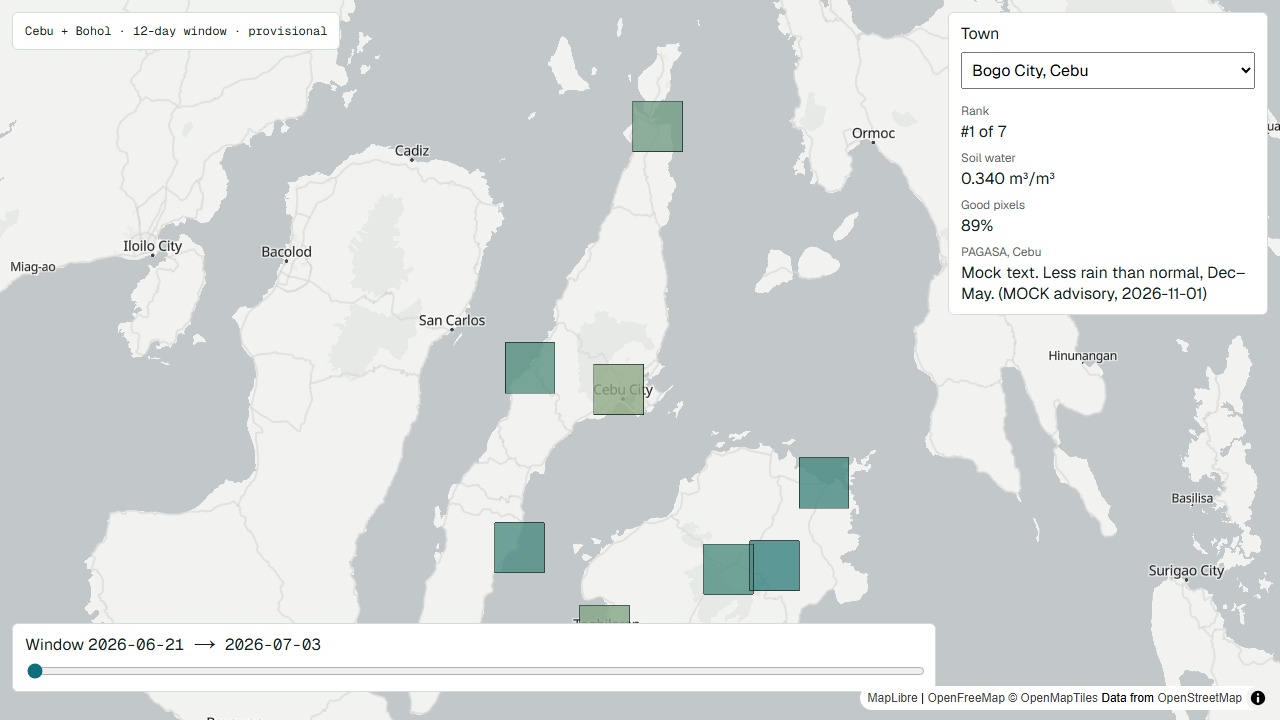 Cebu + Bohol · 12-day window · provisional
Town
Bogo City, Cebu
Rank
#1 of 7
Soil water
0.340 m³/m³
Good pixels
89%
PAGASA, Cebu
Mock text. Less rain than normal, Dec–
May. (MOCK advisory, 2026-11-01)
Ormoc
Cadiz
Iloilo City
Bacolod
Miag-ao
San Carlos
Hinunangan
Cebu City
Basilisa
Surigao City
Window 2026-06-21 ⟶ 2026-07-03
MapLibre | OpenFreeMap © OpenMapTiles Data from OpenStreetMap